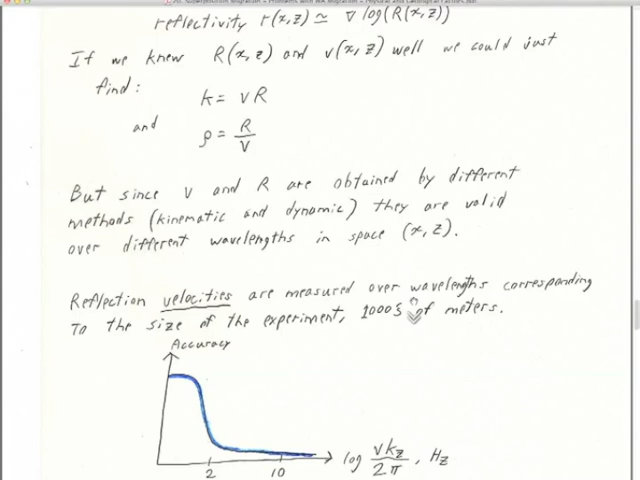 reflectivity r(x,z) ≃ ∇ log(R(x,z))
If we knew R(x,z) and v(x,z) well we could just
find:
k = vR
and
ρ = R/V
But since v and R are obtained by different
methods (kinematic and dynamic) they are valid
over different wavelengths in space (x,z).
Reflection velocities are measured over wavelengths corresponding
to the size of the experiment, 1000s of meters.
Accuracy
log vk_z/2π, Hz
2 10